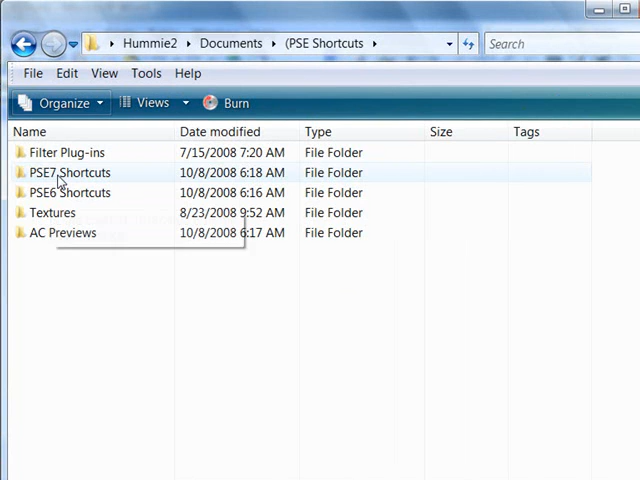 Hummie2 Documents (PSE Shortcuts Search
File Edit View Tools Help
Organize Views Burn
Name Date modified Type Size Tags
Filter Plug-ins 7/15/2008 7:20 AM File Folder
PSE7 Shortcuts 10/8/2008 6:18 AM File Folder
PSE6 Shortcuts 10/8/2008 6:16 AM File Folder
Textures 8/23/2008 9:52 AM File Folder
AC Previews 10/8/2008 6:17 AM File Folder